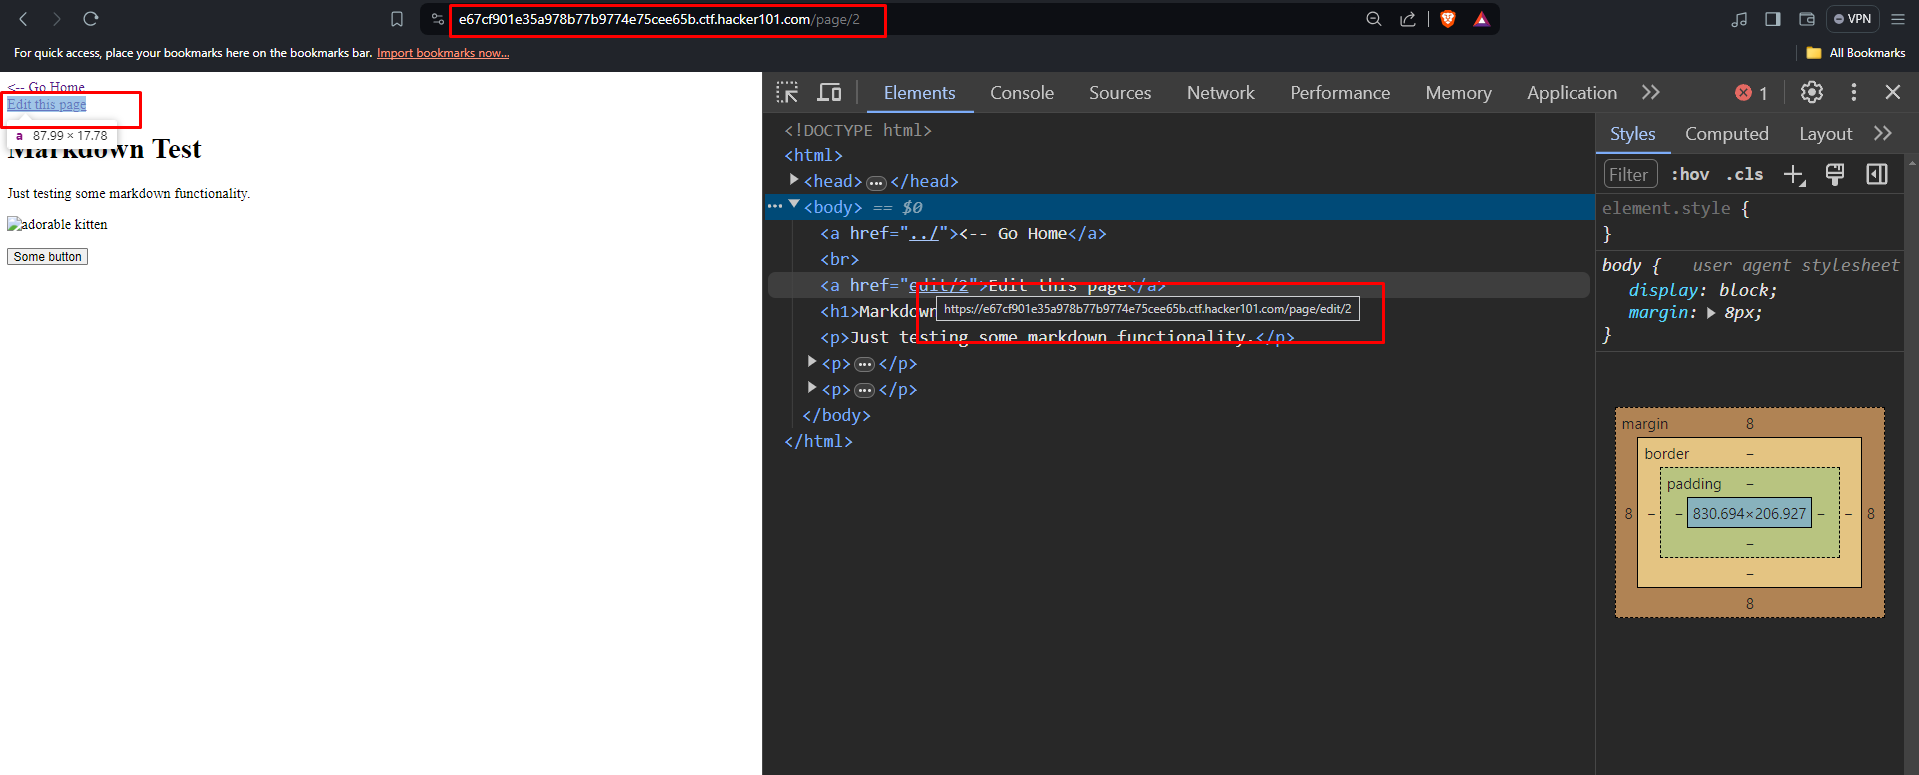 e67cf901e35a978b77b9774e75cee65b.ctf.hacker101.com/page/2
VPN
For quick access, place your bookmarks here on the bookmarks bar. Import bookmarks now...
All Bookmarks
<-- Go Home
Edit this page
a 87.99 × 17.78
Markdown Test
Just testing some markdown functionality.
adorable kitten
Some button
Elements Console Sources Network Performance Memory Application 1
<!DOCTYPE html>
<html>
<head> ... </head>
... <body> == $0
<a href="../"><-- Go Home</a>
<br>
<a href="edit/2">Edit this page</a>
https://e67cf901e35a978b77b9774e75cee65b.ctf.hacker101.com/page/edit/2
<h1>Markdown
<p>Just testing some markdown functionality.</p>
<p> ... </p>
<p> ... </p>
</body>
</html>
Styles Computed Layout
Filter :hov .cls
element.style {
}
body { user agent stylesheet
display: block;
margin: 8px;
}
margin 8
border –
padding –
8 – – 830.694×206.927 – – 8
–
–
8